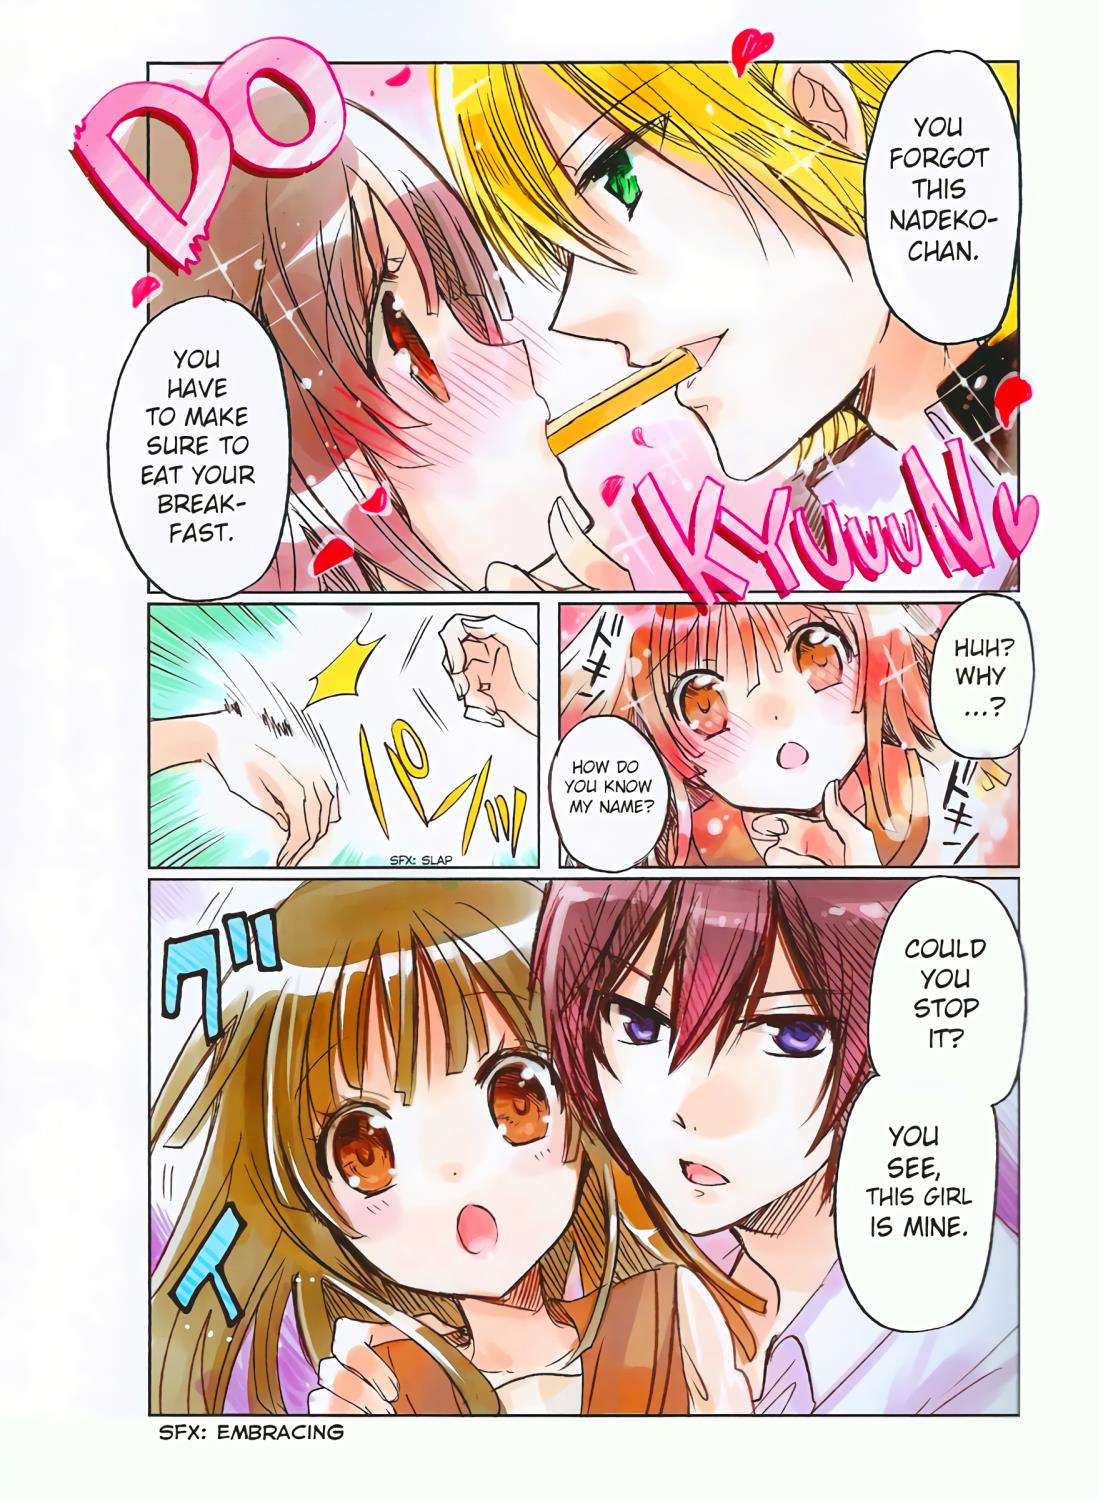 YOU
FORGOT
THIS
NADEKO-
CHAN.
DO
KYUUUN
YOU
HAVE
TO MAKE
SURE TO
EAT YOUR
BREAK-
FAST.
HUH?
WHY
...?
ドキ
ドキン
HOW DO
YOU KNOW
MY NAME?
パシッ
SFX: SLAP
COULD
YOU
STOP
IT?
YOU
SEE,
THIS GIRL
IS MINE.
グイ
SFX: EMBRACING